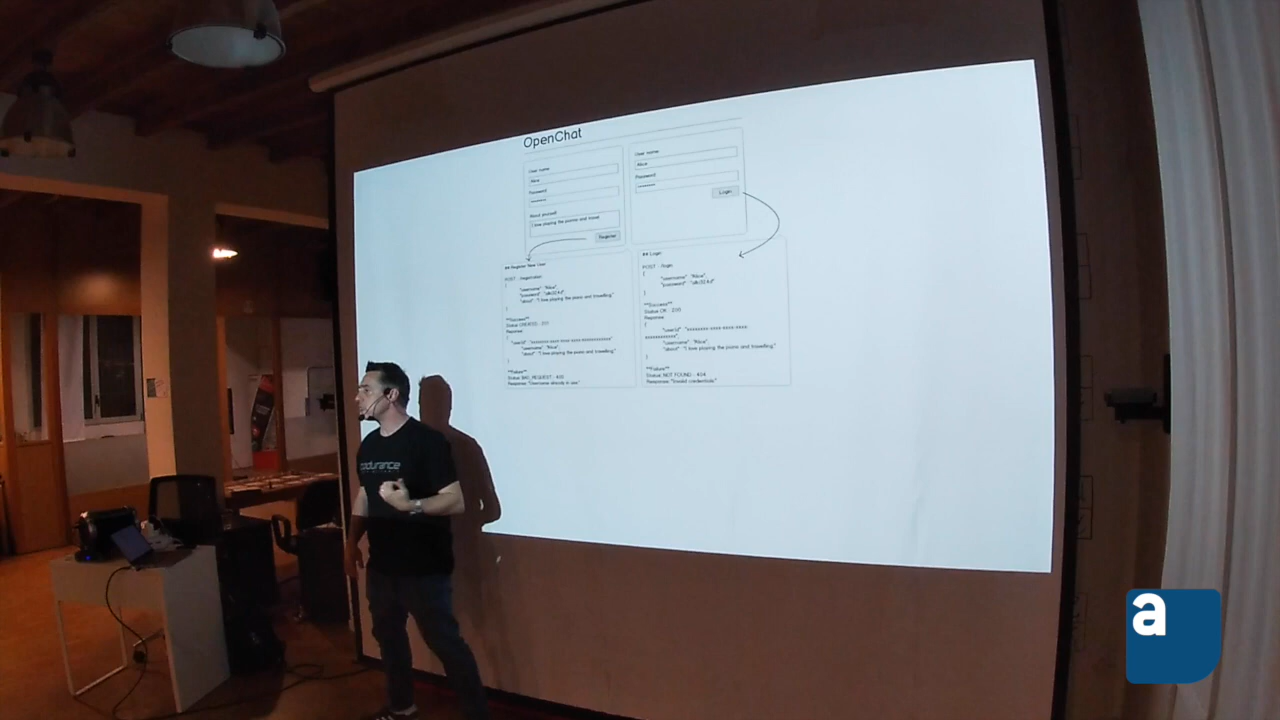 OpenChat
User name
Alice
Password
About yourself
I love playing the piano and travel
Register
User name
Alice
Password
Login
## Register New User
POST - /registration
{
"username" : "Alice",
"password" :
"about" : "I love playing the piano and travelling."
}
**Success**
Status CREATED - 201
Response:
{
"userId" : "xxxxxxxx-xxxx-xxxx-xxxx-xxxxxxxxxxxx"
"username" : "Alice",
"about" : "I love playing the piano and travelling."
}
**Failure**
Status: BAD_REQUEST - 400
Response: "Username already in use."
## Login
POST - /login
{
"username" : "Alice",
"password" :
}
**Success**
Status OK - 200
Response:
{
"userId" : "xxxxxxxx-xxxx-xxxx-xxxx-
xxxxxxxxxxxx",
"username" : "Alice",
"about" : "I love playing the piano and travelling."
}
**Failure**
Status: NOT FOUND - 404
Response: "Invalid credentials."
codurance
a